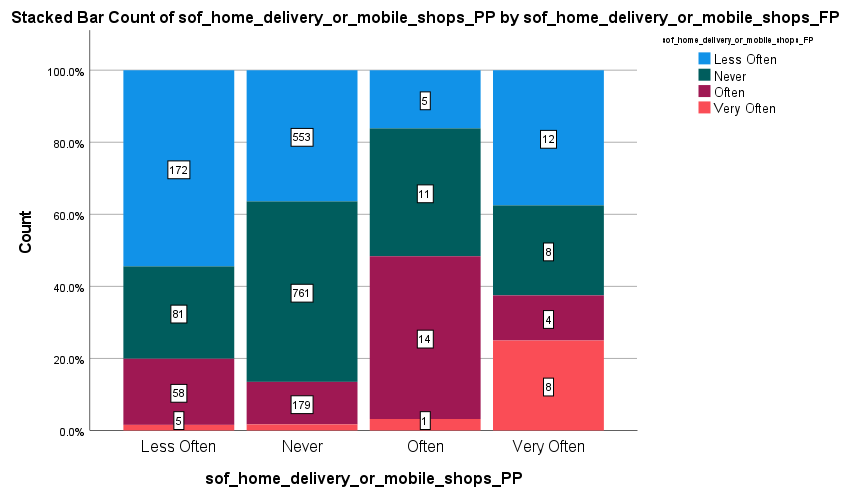 Stacked Bar Count of sof_home_delivery_or_mobile_shops_PP by sof_home_delivery_or_mobile_shops_FP
sof_home_delivery_or_mobile_shops_FP
Less Often
Never
Often
Very Often
Count
100.0%
80.0%
60.0%
40.0%
20.0%
0.0%
172
81
58
5
553
761
179
5
11
14
1
12
8
4
8
Less Often
Never
Often
Very Often
sof_home_delivery_or_mobile_shops_PP